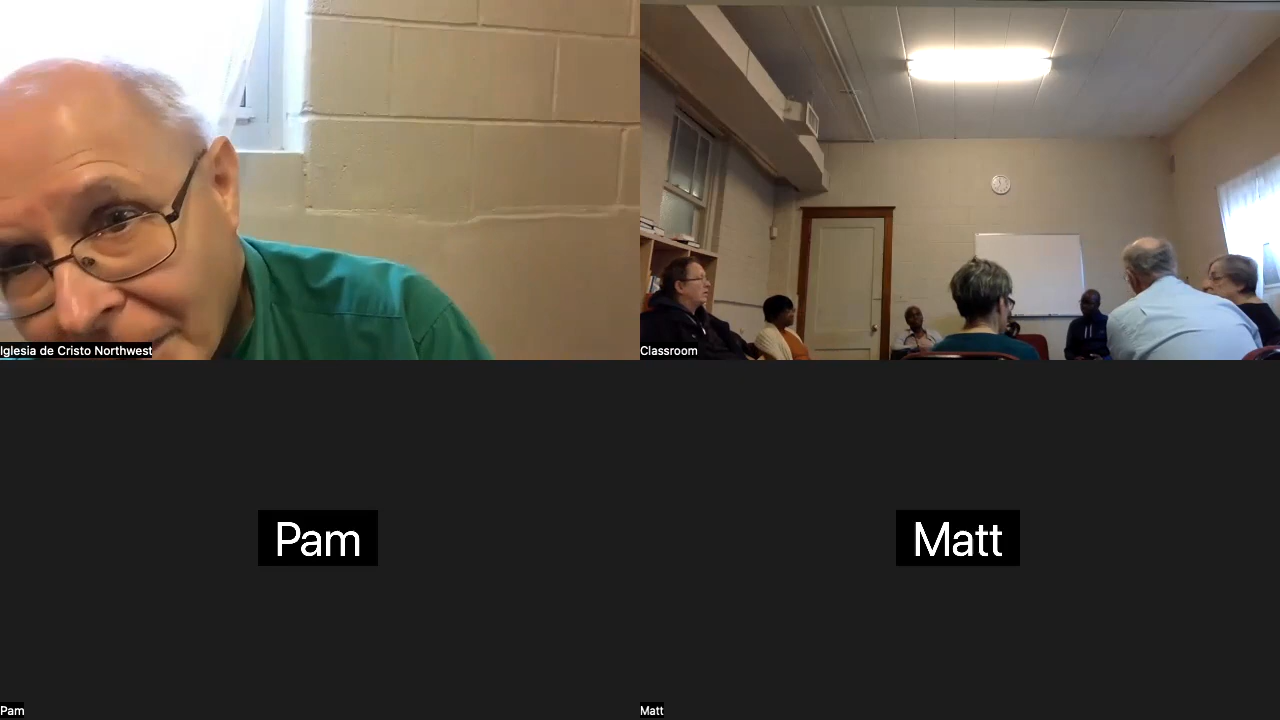 Iglesia de Cristo Northwest
Classroom
Pam
Matt
Pam
Matt